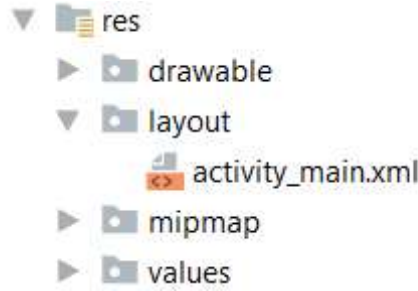 res
drawable
layout
activity_main.xml
mipmap
values